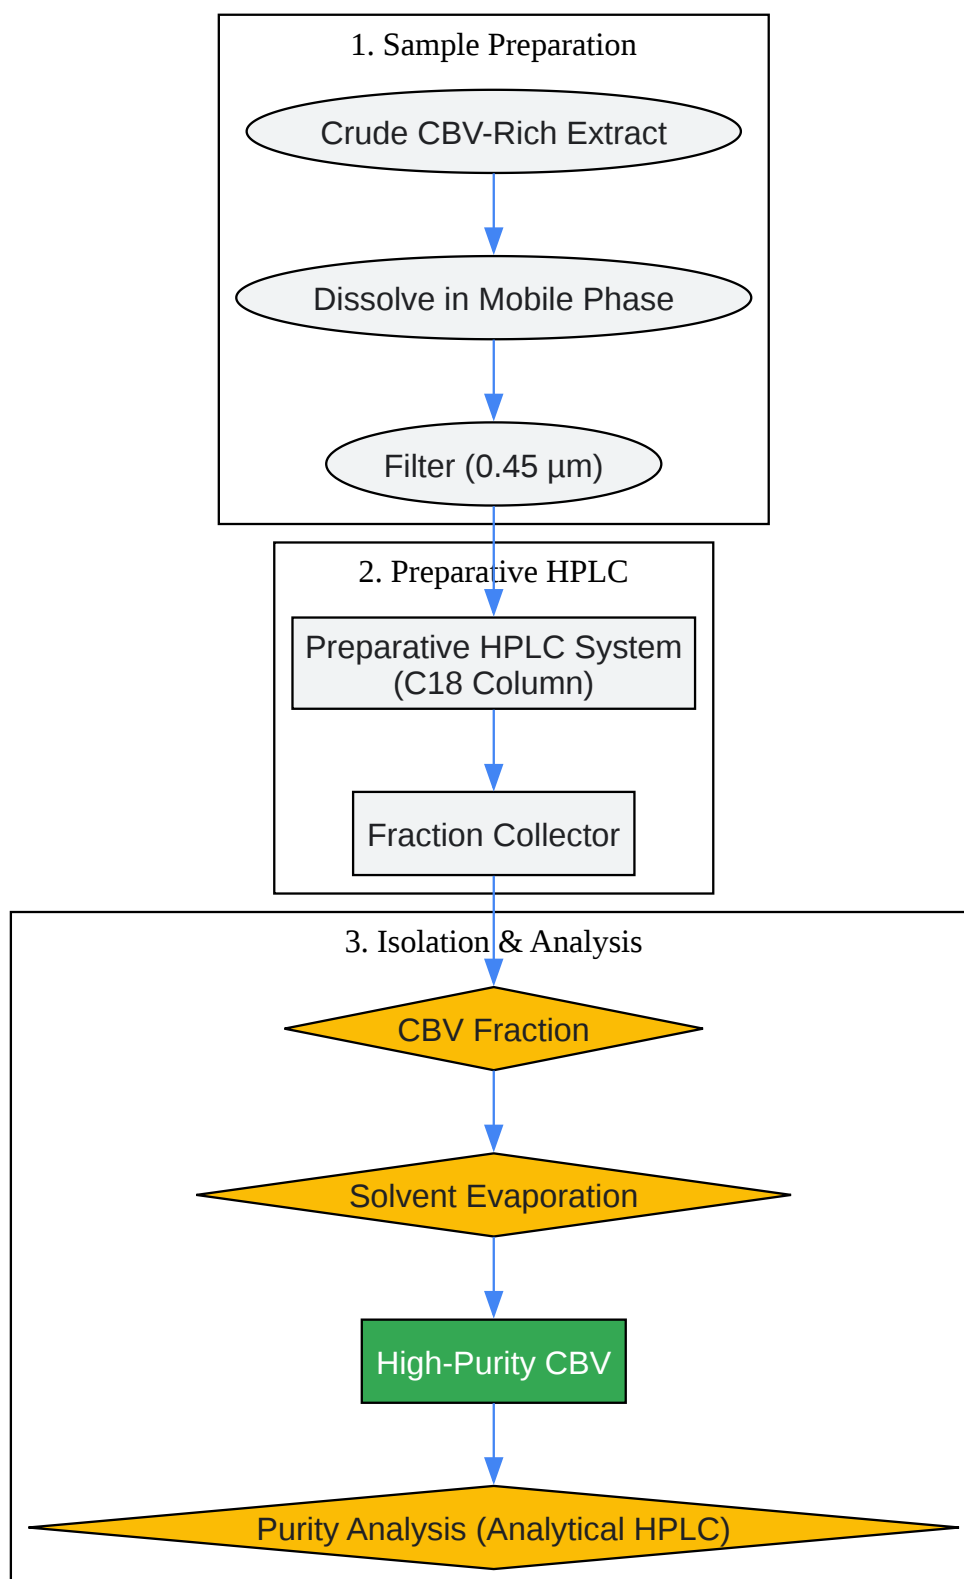 1. Sample Preparation
Crude CBV-Rich Extract
Dissolve in Mobile Phase
Filter (0.45 µm)
2. Preparative HPLC
Preparative HPLC System
(C18 Column)
Fraction Collector
3. Isolation & Analysis
CBV Fraction
Solvent Evaporation
High-Purity CBV
Purity Analysis (Analytical HPLC)